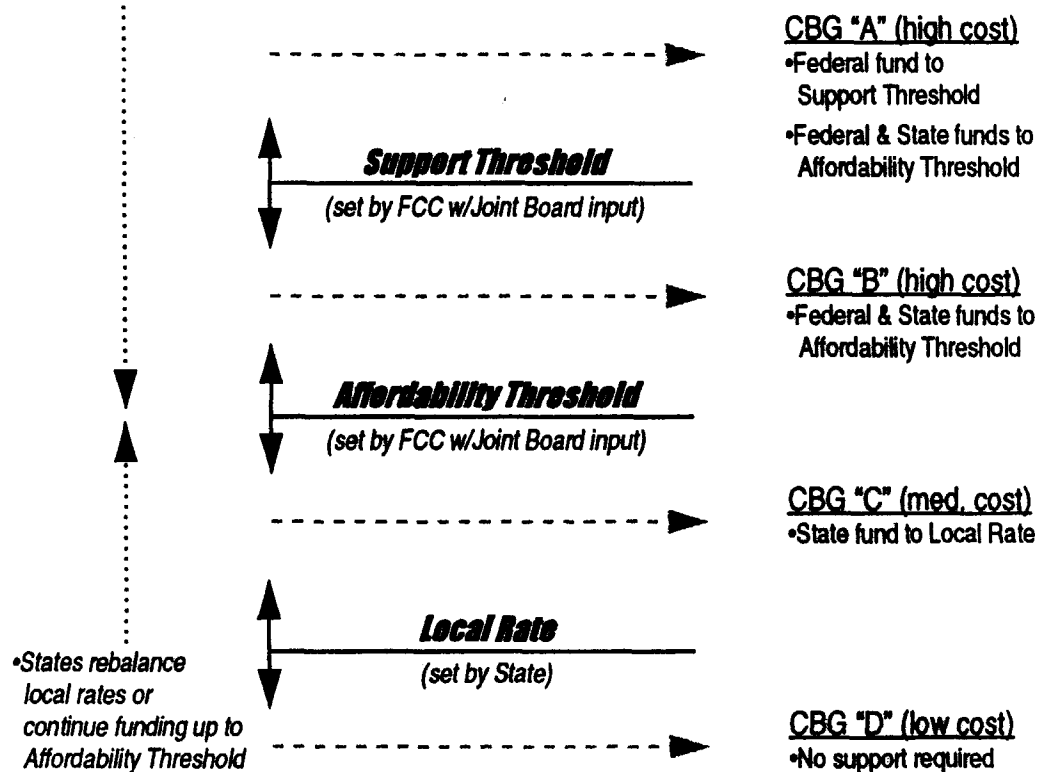 CBG "A" (high cost)
•Federal fund to
Support Threshold
•Federal & State funds to
Affordability Threshold
Support Threshold
(set by FCC w/Joint Board input)
CBG "B" (high cost)
•Federal & State funds to
Affordability Threshold
Affordability Threshold
(set by FCC w/Joint Board input)
CBG "C" (med. cost)
•State fund to Local Rate
Local Rate
(set by State)
•States rebalance
local rates or
continue funding up to
Affordability Threshold
CBG "D" (low cost)
•No support required